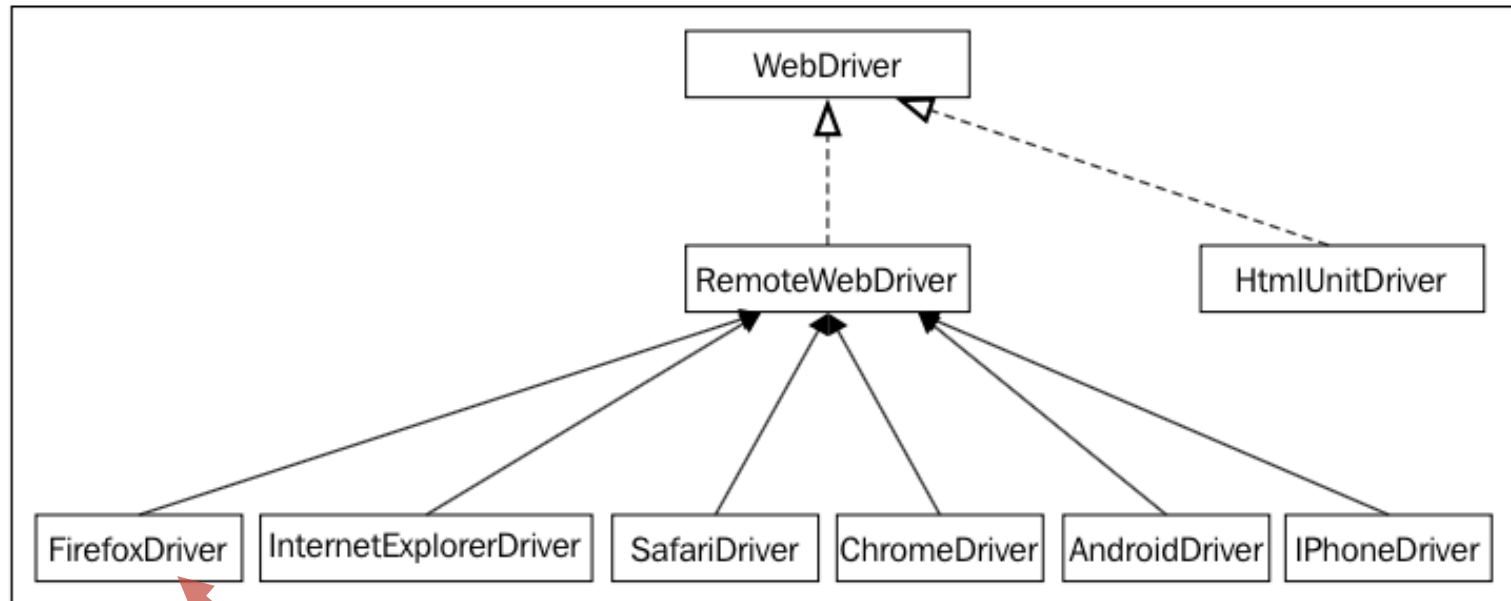 WebDriver
RemoteWebDriver
HtmlUnitDriver
FirefoxDriver
InternetExplorerDriver
SafariDriver
ChromeDriver
AndroidDriver
IPhoneDriver